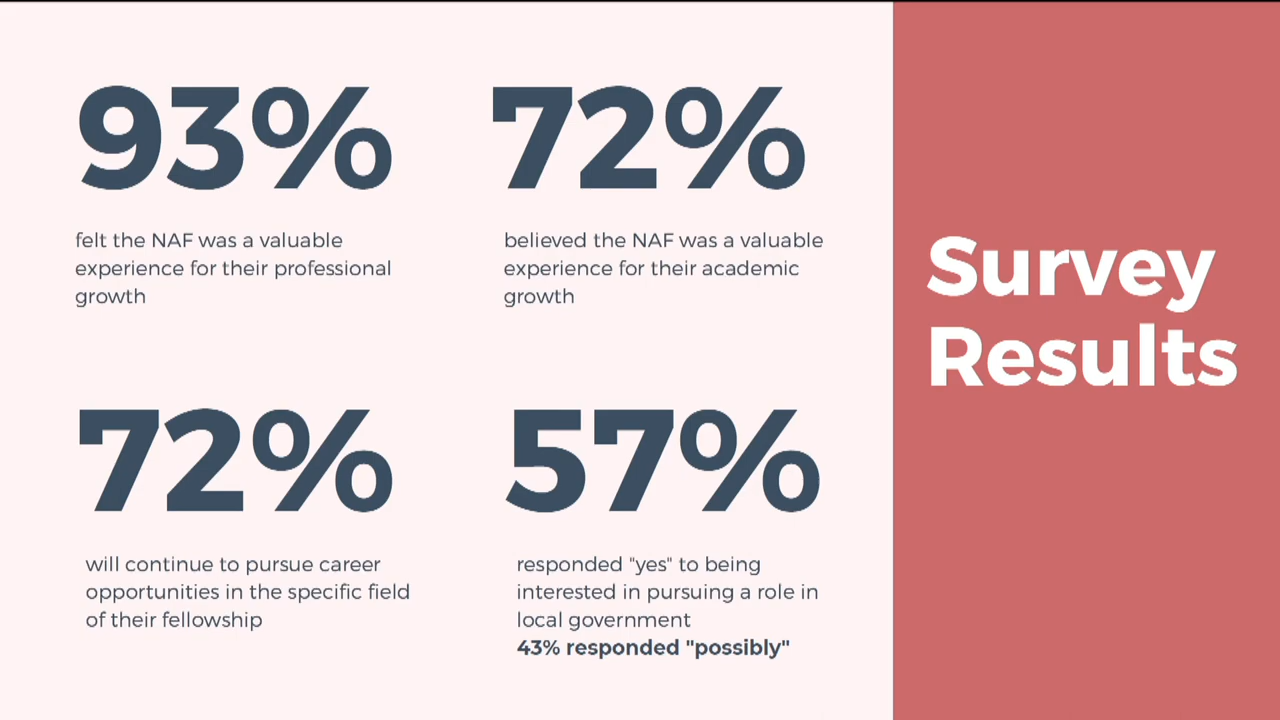 93%
felt the NAF was a valuable
experience for their professional
growth
72%
believed the NAF was a valuable
experience for their academic
growth
72%
will continue to pursue career
opportunities in the specific field
of their fellowship
57%
responded "yes" to being
interested in pursuing a role in
local government
43% responded "possibly"
Survey
Results